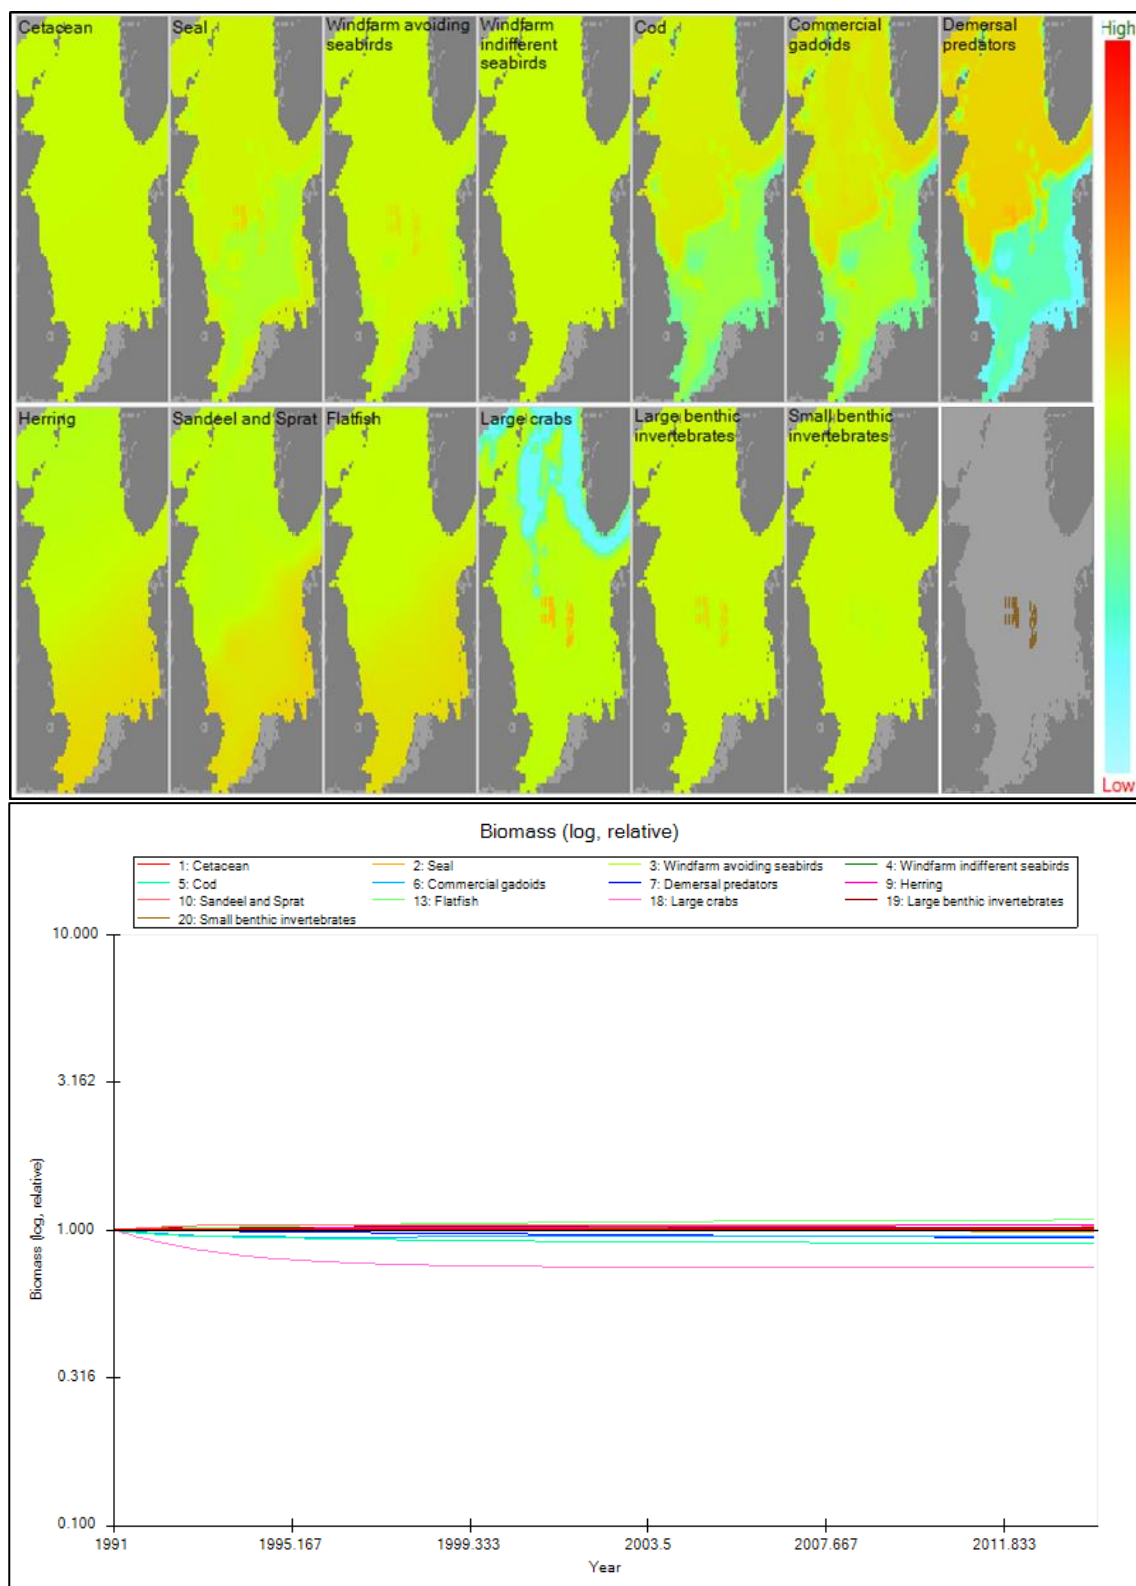 Cetacean
Seal
Windfarm avoiding
seabirds
Windfarm
indifferent
seabirds
Cod
Commercial
gadoids
Demersal
predators
High
Herring
Sandeel and Sprat
Flatfish
Large crabs
Large benthic
invertebrates
Small benthic
invertebrates
Low
Biomass (log, relative)
1: Cetacean
2: Seal
3: Windfarm avoiding seabirds
4: Windfarm indifferent seabirds
5: Cod
6: Commercial gadoids
7: Demersal predators
9: Herring
10: Sandeel and Sprat
13: Flatfish
18: Large crabs
19: Large benthic invertebrates
20: Small benthic invertebrates
10.000
3.162
1.000
0.316
0.100
Biomass (log, relative)
1991
1995.167
1999.333
2003.5
2007.667
2011.833
Year